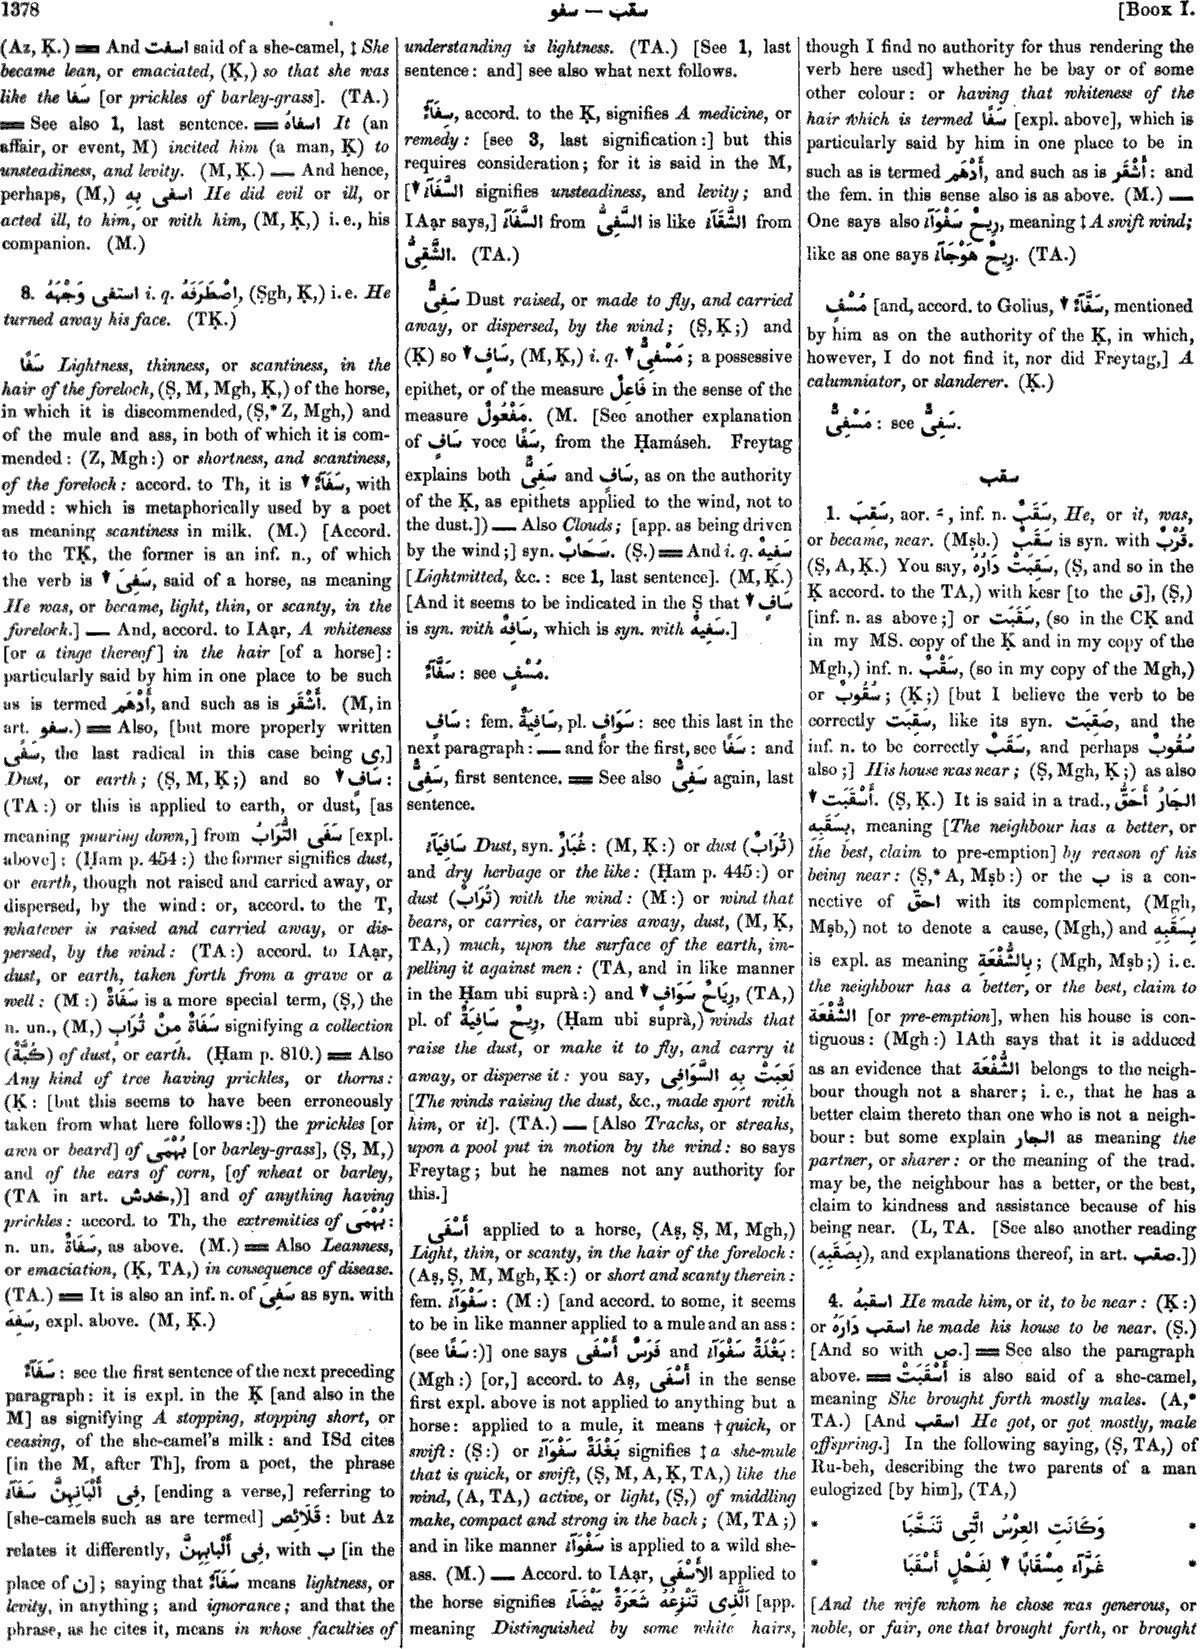 1378
سقب — سفو
[Book I.
(Az, Ḳ.) ═ And اسفت said of a she-camel, ‡ She
became lean, or emaciated, (Ḳ,) so that she was
like the سَفَا [or prickles of barley-grass]. (TA.)
═ See also 1, last sentence. ═ اسفاهُ It (an
affair, or event, M) incited him (a man, Ḳ) to
unsteadiness, and levity. (M, Ḳ.) — And hence,
perhaps, (M,) اسفى بِهِ He did evil or ill, or
acted ill, to him, or with him, (M, Ḳ,) i. e., his
companion. (M.)
8. استفى وَجْهَهُ i. q. اِصْطَرَفَهُ, (Ṣgh, Ḳ,) i. e. He
turned away his face. (TḲ.)
سَفًا Lightness, thinness, or scantiness, in the
hair of the forelock, (Ṣ, M, Mgh, Ḳ,) of the horse,
in which it is discommended, (Ṣ,* Z, Mgh,) and
of the mule and ass, in both of which it is com-
mended: (Z, Mgh:) or shortness, and scantiness,
of the forelock: accord. to Th, it is ▼ سَفَآءٌ, with
medd: which is metaphorically used by a poet
as meaning scantiness in milk. (M.) [Accord.
to the TḲ, the former is an inf. n., of which
the verb is ▼ سَفِىَ, said of a horse, as meaning
He was, or became, light, thin, or scanty, in the
forelock.] — And, accord. to IAạr, A whiteness
[or a tinge thereof] in the hair [of a horse]:
particularly said by him in one place to be such
as is termed أَدْهَم, and such as is أَشْقَر. (M, in
art. سفو.) ═ Also, [but more properly written
سَفًى, the last radical in this case being ى,]
Dust, or earth; (Ṣ, M, Ḳ;) and so ▼ سَافٍ:
(TA:) or this is applied to earth, or dust, [as
meaning pouring down,] from سَفَى التُّرَابُ [expl.
above]: (Ḥam p. 454:) the former signifies dust,
or earth, though not raised and carried away, or
dispersed, by the wind: or, accord. to the T,
whatever is raised and carried away, or dis-
persed, by the wind: (TA:) accord. to IAạr,
dust, or earth, taken forth from a grave or a
well: (M:) سَفَاةٌ is a more special term, (Ṣ,) the
n. un., (M,) سَفَاةٌ مِنْ تُرَابٍ signifying a collection
(كُبَّةٌ) of dust, or earth. (Ḥam p. 810.) ═ Also
Any kind of tree having prickles, or thorns:
(Ḳ: [but this seems to have been erroneously
taken from what here follows:]) the prickles [or
awn or beard] of بُهْمَى [or barley-grass], (Ṣ, M,)
and of the ears of corn, [of wheat or barley,
(TA in art. خدش,)] and of anything having
prickles: accord. to Th, the extremities of بُهْمَى:
n. un. سَفَاةٌ, as above. (M.) ═ Also Leanness,
or emaciation, (Ḳ, TA,) in consequence of disease.
(TA.) ═ It is also an inf. n. of سَفِىَ as syn. with
سَفِهَ, expl. above. (M, Ḳ.)
سَفَآءٌ: see the first sentence of the next preceding
paragraph: it is expl. in the Ḳ [and also in the
M] as signifying A stopping, stopping short, or
ceasing, of the she-camel's milk: and ISd cites
[in the M, after Th], from a poet, the phrase
فِى أَلْبَانِهِنَّ سَفَآءُ, [ending a verse,] referring to
[she-camels such as are termed] قَلَائِص: but Az
relates it differently, فِى أَلْبَابِهِنَّ, with ب [in the
place of ن]; saying that سَفَآءٌ means lightness, or
levity, in anything; and ignorance; and that the
phrase, as he cites it, means in whose faculties of
understanding is lightness. (TA.) [See 1, last
sentence: and] see also what next follows.
سِفَآءٌ, accord. to the Ḳ, signifies A medicine, or
remedy: [see 3, last signification:] but this
requires consideration; for it is said in the M,
[▼ السَّفَآءُ signifies unsteadiness, and levity; and
IAạr says,] السَّفَآءُ from السَّفِىُّ is like الشَّقَآءُ from
الشَّقِىُّ. (TA.)
سَفِىٌّ Dust raised, or made to fly, and carried
away, or dispersed, by the wind; (Ṣ, Ḳ;) and
(Ḳ) so ▼ سَافٍ, (M, Ḳ,) i. q. ▼ مَسْفِىٌّ; a possessive
epithet, or of the measure فَاعِلٌ in the sense of the
measure مَفْعُولٌ. (M. [See another explanation
of سَافٍ voce سَفًا, from the Ḥamáseh. Freytag
explains both سَفِىٌّ and سَافٍ, as on the authority
of the Ḳ, as epithets applied to the wind, not to
the dust.]) — Also Clouds; [app. as being driven
by the wind;] syn. سَحَابٌ. (Ṣ.) ═ And i. q. سَفِيهٌ
[Lightwitted, &c.: see 1, last sentence]. (M, Ḳ.)
[And it seems to be indicated in the Ṣ that ▼ سَافٍ
is syn. with سَافِهٌ, which is syn. with سَفِيهٌ.]
سَفَّآءٌ: see مُسْفٍ.
سَافٍ: fem. سَافِيَةٌ, pl. سَوَافٍ: see this last in the
next paragraph: — and for the first, see سَفًا: and
سَفِىٌّ, first sentence. ═ See also سَفِىٌّ again, last
sentence.
سَافِيَآءُ Dust, syn. غُبَارٌ: (M, Ḳ:) or dust (تُرَابٌ)
and dry herbage or the like: (Ḥam p. 445:) or
dust (تُرَابٌ) with the wind: (M:) or wind that
bears, or carries, or carries away, dust, (M, Ḳ,
TA,) much, upon the surface of the earth, im-
pelling it against men: (TA, and in like manner
in the Ḥam ubi suprà:) and ▼ رِيَاحٌ سَوَافٍ, (TA,)
pl. of رِيحٌ سَافِيَةٌ, (Ḥam ubi suprà,) winds that
raise the dust, or make it to fly, and carry it
away, or disperse it: you say, لَعِبَتْ بِهِ السَّوَافِى
[The winds raising the dust, &c., made sport with
him, or it]. (TA.) — [Also Tracks, or streaks,
upon a pool put in motion by the wind: so says
Freytag; but he names not any authority for
this.]
أَسْفَى applied to a horse, (Aṣ, Ṣ, M, Mgh,)
Light, thin, or scanty, in the hair of the forelock:
(Aṣ, Ṣ, M, Mgh, Ḳ:) or short and scanty therein:
fem. سَفْوَآءُ: (M:) [and accord. to some, it seems
to be in like manner applied to a mule and an ass:
(see سَفًا:)] one says فَرَسٌ أَسْفَى and بَغْلَةٌ سَفْوَآءُ:
(Mgh:) [or,] accord. to Aṣ, أَسْفَى in the sense
first expl. above is not applied to anything but a
horse: applied to a mule, it means † quick, or
swift: (Ṣ:) or بَغْلَةٌ سَفْوَآءُ signifies ‡ a she-mule
that is quick, or swift, (Ṣ, M, A, Ḳ, TA,) like the
wind, (A, TA,) active, or light, (Ṣ,) of middling
make, compact and strong in the back; (M, TA;)
and in like manner سَفْوَآءُ is applied to a wild she-
ass. (M.) — Accord. to IAạr, الأَسْفَى applied to
the horse signifies الَّذِى تَنْزِعُهُ شَعَرَةٌ بَيْضَآءُ [app.
meaning Distinguished by some white hairs,
though I find no authority for thus rendering the
verb here used] whether he be bay or of some
other colour: or having that whiteness of the
hair which is termed سَفًا [expl. above], which is
particularly said by him in one place to be in
such as is termed أَدْهَم, and such as is أَشْقَر: and
the fem. in this sense also is as above. (M.) —
One says also رِيحٌ سَفْوَآءُ, meaning ‡ A swift wind;
like as one says رِيحٌ هَوْجَآءُ. (TA.)
مُسْفٍ [and, accord. to Golius, ▼ سَفَّآءٌ, mentioned
by him as on the authority of the Ḳ, in which,
however, I do not find it, nor did Freytag,] A
calumniator, or slanderer. (Ḳ.)
مَسْفِىٌّ: see سَفِىٌّ.
سقب
1. سَقِبَ, aor. ـَ, inf. n. سَقَبٌ, He, or it, was,
or became, near. (Mṣb.) سَقَبٌ is syn. with قُرْبٌ.
(Ṣ, A, Ḳ.) You say, سَقِبَتْ دَارُهُ, (Ṣ, and so in the
Ḳ accord. to the TA,) with kesr [to the ق], (Ṣ,)
[inf. n. as above;] or سَقَبَت, (so in the CḲ and
in my MS. copy of the Ḳ and in my copy of the
Mgh,) inf. n. سَقْبٌ, (so in my copy of the Mgh,)
or سُقُوبٌ; (Ḳ;) [but I believe the verb to be
correctly سَقِبَت, like its syn. صَقِبَت, and the
inf. n. to be correctly سَقَبٌ, and perhaps سُقُوبٌ
also;] His house was near; (Ṣ, Mgh, Ḳ;) as also
▼ أَسْقَبَت. (Ṣ, Ḳ.) It is said in a trad., الجَارُ أَحَقُّ
بِسَقَبِهِ, meaning [The neighbour has a better, or
the best, claim to pre-emption] by reason of his
being near: (Ṣ,* A, Mṣb:) or the ب is a con-
nective of احقّ with its complement, (Mgh,
Mṣb,) not to denote a cause, (Mgh,) and بِسَقَبِهِ
is expl. as meaning بِالشُّفْعَةِ; (Mgh, Mṣb;) i. e.
the neighbour has a better, or the best, claim to
الشُّفْعَة [or pre-emption], when his house is con-
tiguous: (Mgh:) IAth says that it is adduced
as an evidence that الشُّفْعَة belongs to the neigh-
bour though not a sharer; i. e., that he has a
better claim thereto than one who is not a neigh-
bour: but some explain الجار as meaning the
partner, or sharer: or the meaning of the trad.
may be, the neighbour has a better, or the best,
claim to kindness and assistance because of his
being near. (L, TA. [See also another reading
(بِصَقَبِهِ), and explanations thereof, in art. صقب.])
4. اسقبهُ He made him, or it, to be near: (Ḳ:)
or اسقب دَارَهُ he made his house to be near. (Ṣ.)
[And so with ص.] ═ See also the paragraph
above. ═ أَسْقَبَتْ is also said of a she-camel,
meaning She brought forth mostly males. (A,*
TA.) [And اسقب He got, or got mostly, male
offspring.] In the following saying, (Ṣ, TA,) of
Ru-beh, describing the two parents of a man
eulogized [by him], (TA,)
* وَكَانَتِ العِرْسُ الَّتِى تَنَخَّبَا *
* غَرَّآءَ مِسْقَابًا ▼ لِفَحْلٍ أَسْقَبَا *
[And the wife whom he chose was generous, or
noble, or fair, one that brought forth, or brought